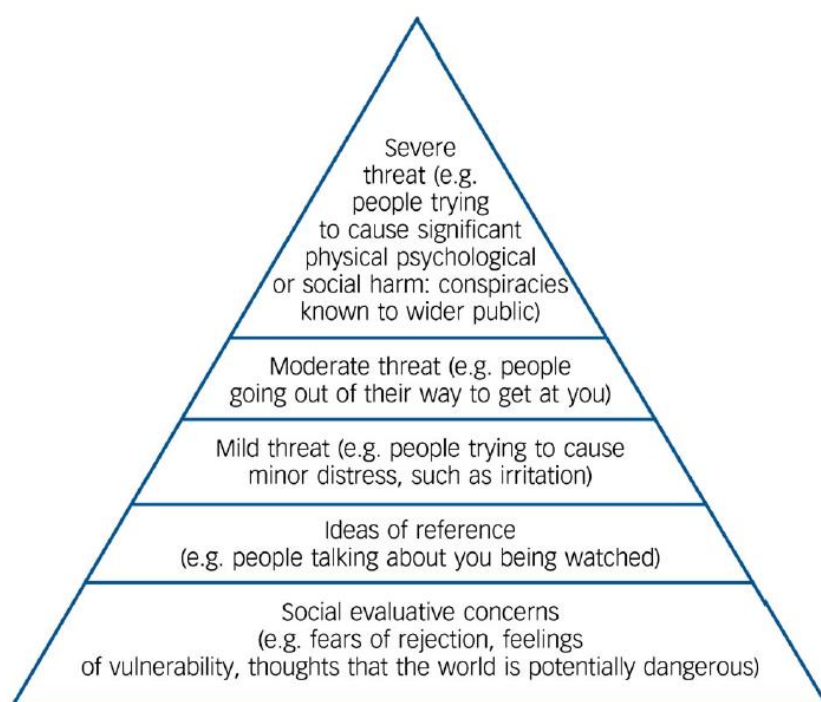 Severe
threat (e.g.
people trying
to cause significant
physical psychological
or social harm: conspiracies
known to wider public)
Moderate threat (e.g. people
going out of their way to get at you)
Mild threat (e.g. people trying to cause
minor distress, such as irritation)
Ideas of reference
(e.g. people talking about you being watched)
Social evaluative concerns
(e.g. fears of rejection, feelings
of vulnerability, thoughts that the world is potentially dangerous)